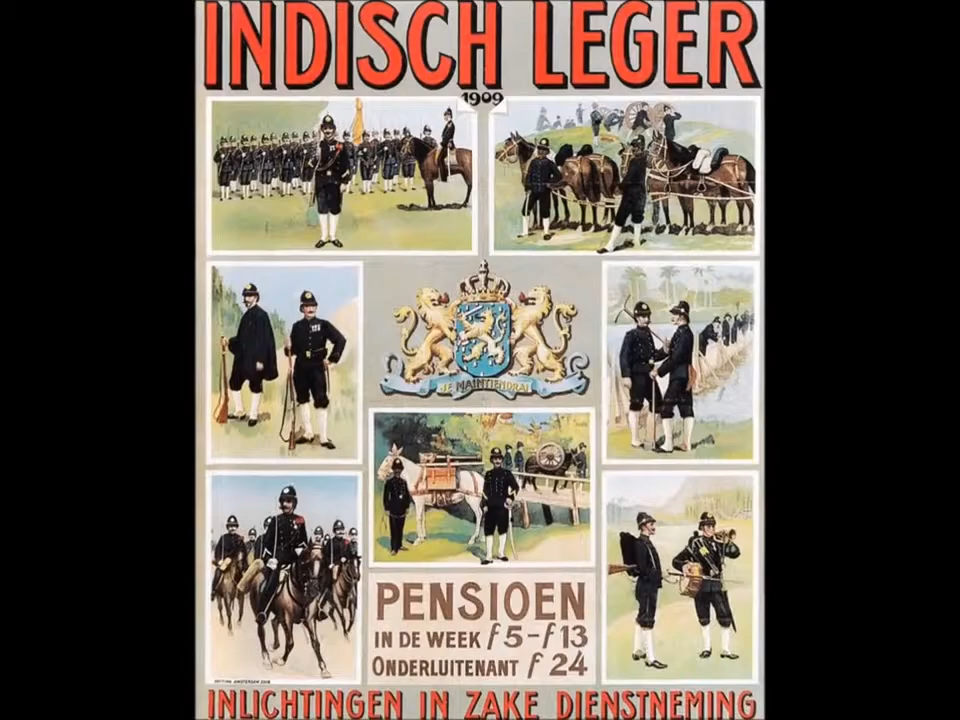 INDISCH LEGER
1909
JE MAINTIENDRAI
PENSIOEN
IN DE WEEK f 5 – f 13
ONDERLUITENANT f 24
INLICHTINGEN IN ZAKE DIENSTNEMING